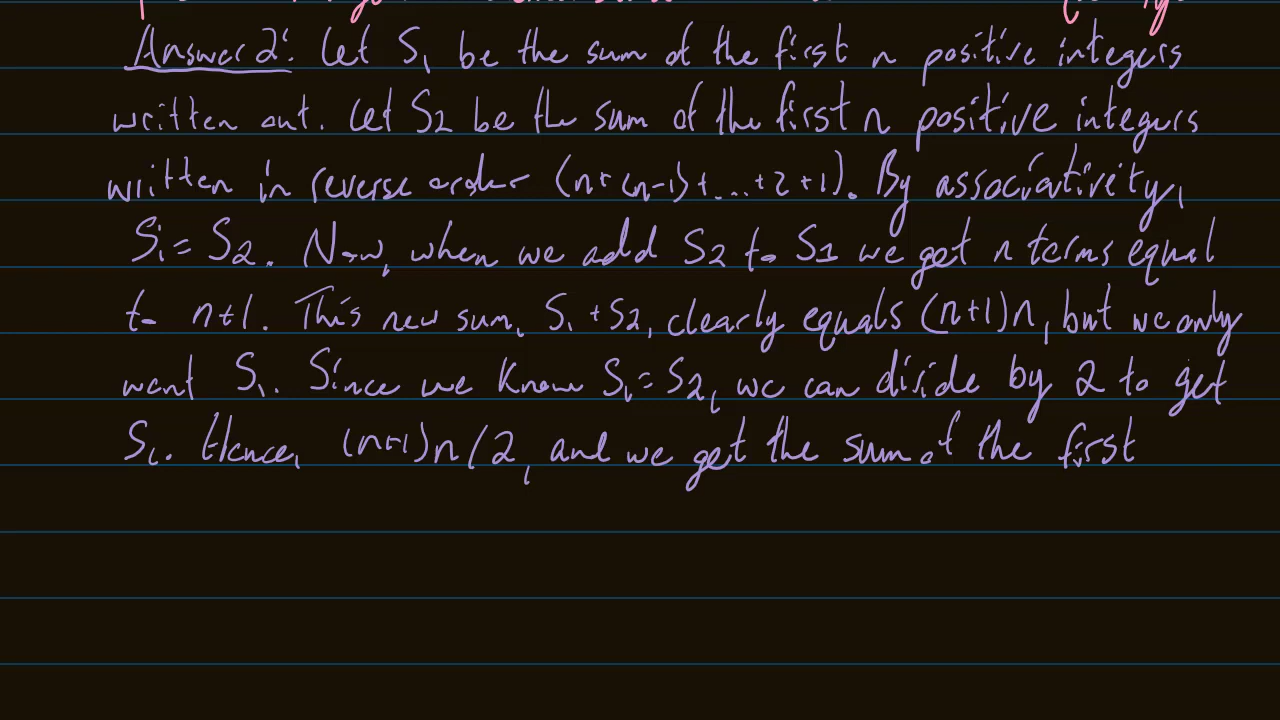 Answer 2: Let S1 be the sum of the first n positive integers
written out. Let S2 be the sum of the first n positive integers
written in reverse order (n+(n-1)+...+2+1). By associativity,
S1 = S2. Now, when we add S2 to S1 we get n terms equal
to n+1. This new sum, S1 + S2, clearly equals (n+1)n, but we only
want S1. Since we know S1 = S2, we can divide by 2 to get
S1. Hence, (n+1)n/2, and we get the sum of the first